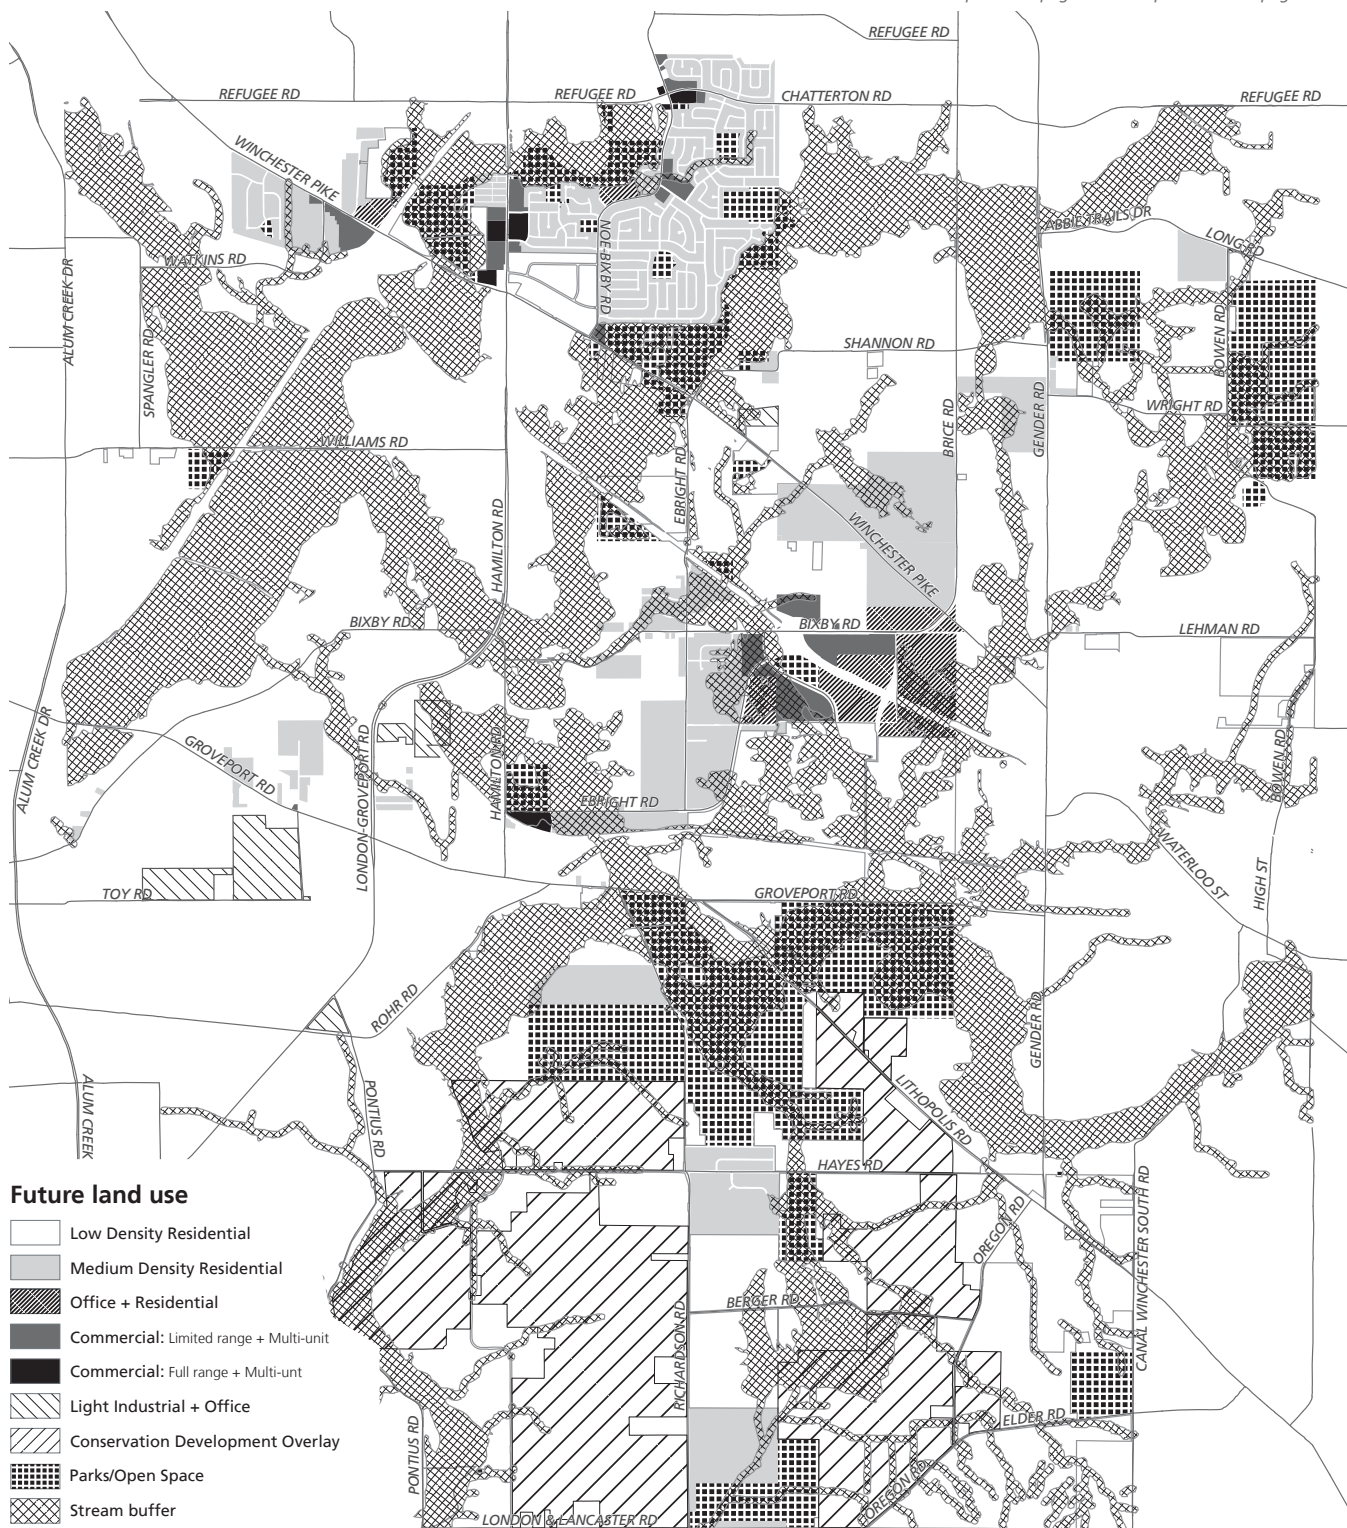 REFUGEE RD
REFUGEE RD
REFUGEE RD
CHATTERTON RD
REFUGEE RD
WINCHESTER PIKE
ABBIE TRAILS DR
LONG RD
NOE-BIXBY RD
WATKINS RD
ALUM CREEK DR
SPANGLER RD
SHANNON RD
BOWEN RD
WRIGHT RD
BRICE RD
GENDER RD
WILLIAMS RD
EBRIGHT RD
HAMILTON RD
WINCHESTER PIKE
BIXBY RD
BIXBY RD
LEHMAN RD
ALUM CREEK DR
GROVEPORT RD
LONDON-GROVEPORT RD
HAMILTON RD
EBRIGHT RD
BOWEN RD
WATERLOO ST
HIGH ST
TOY RD
GROVEPORT RD
ROHR RD
GENDER RD
LITHOPOLIS RD
ALUM CREEK
PONTIUS RD
HAYES RD
OREGON RD
CANAL WINCHESTER SOUTH RD
BERGER RD
RICHARDSON RD
ELDER RD
PONTIUS RD
OREGON RD
LONDON & LANCASTER RD
Future land use
Low Density Residential
Medium Density Residential
Office + Residential
Commercial: Limited range + Multi-unit
Commercial: Full range + Multi-unt
Light Industrial + Office
Conservation Development Overlay
Parks/Open Space
Stream buffer